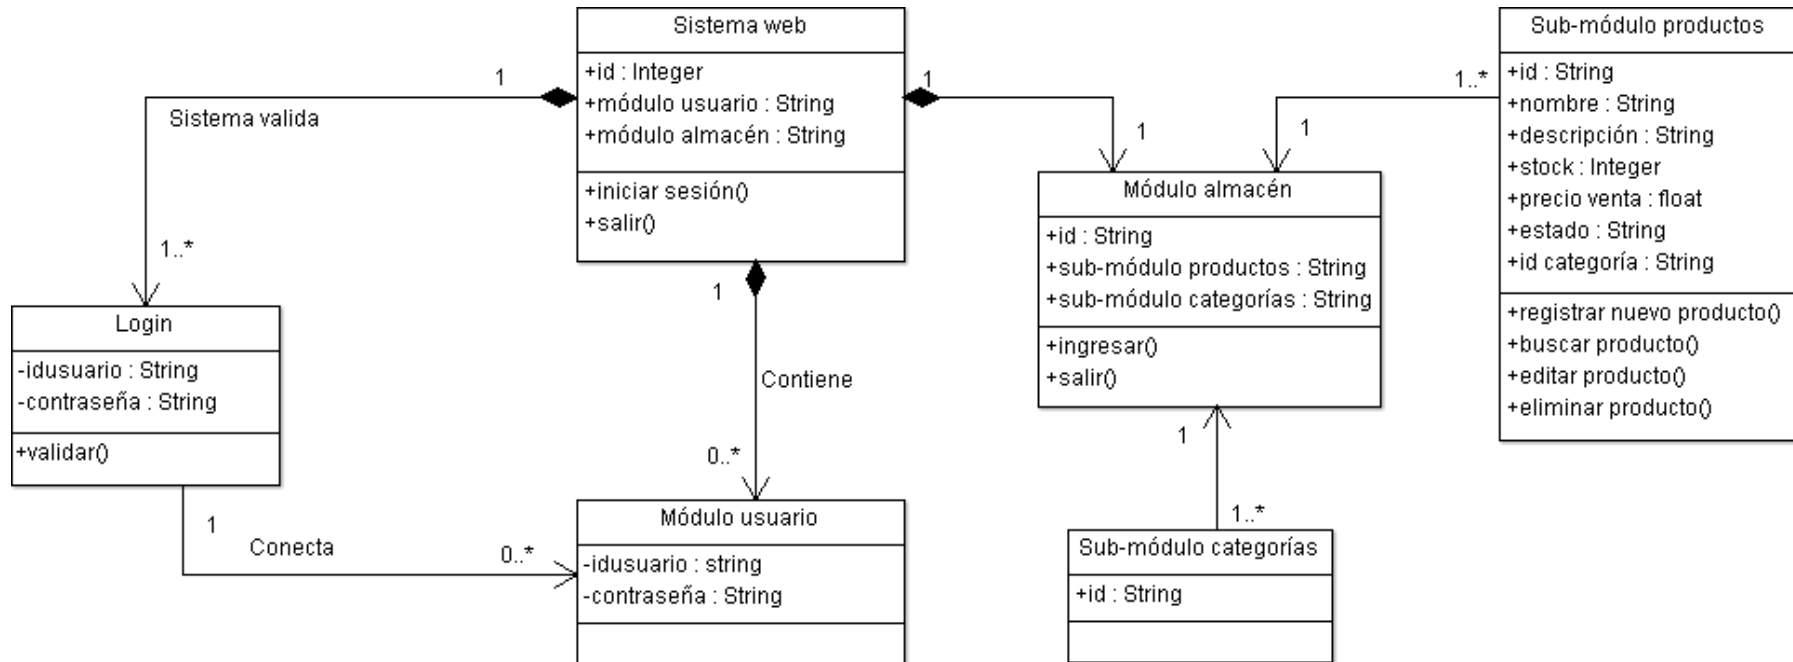 Sistema web
+id : Integer
+módulo usuario : String
+módulo almacén : String
+iniciar sesión()
+salir()
Sub-módulo productos
+id : String
+nombre : String
+descripción : String
+stock : Integer
+precio venta : float
+estado : String
+id categoría : String
+registrar nuevo producto()
+buscar producto()
+editar producto()
+eliminar producto()
1
Sistema valida
1..*
1
1
1..*
1
Módulo almacén
+id : String
+sub-módulo productos : String
+sub-módulo categorías : String
+ingresar()
+salir()
Login
-idusuario : String
-contraseña : String
+validar()
1
Contiene
0..*
1
Conecta
0..*
Módulo usuario
-idusuario : string
-contraseña : String
1
1..*
Sub-módulo categorías
+id : String